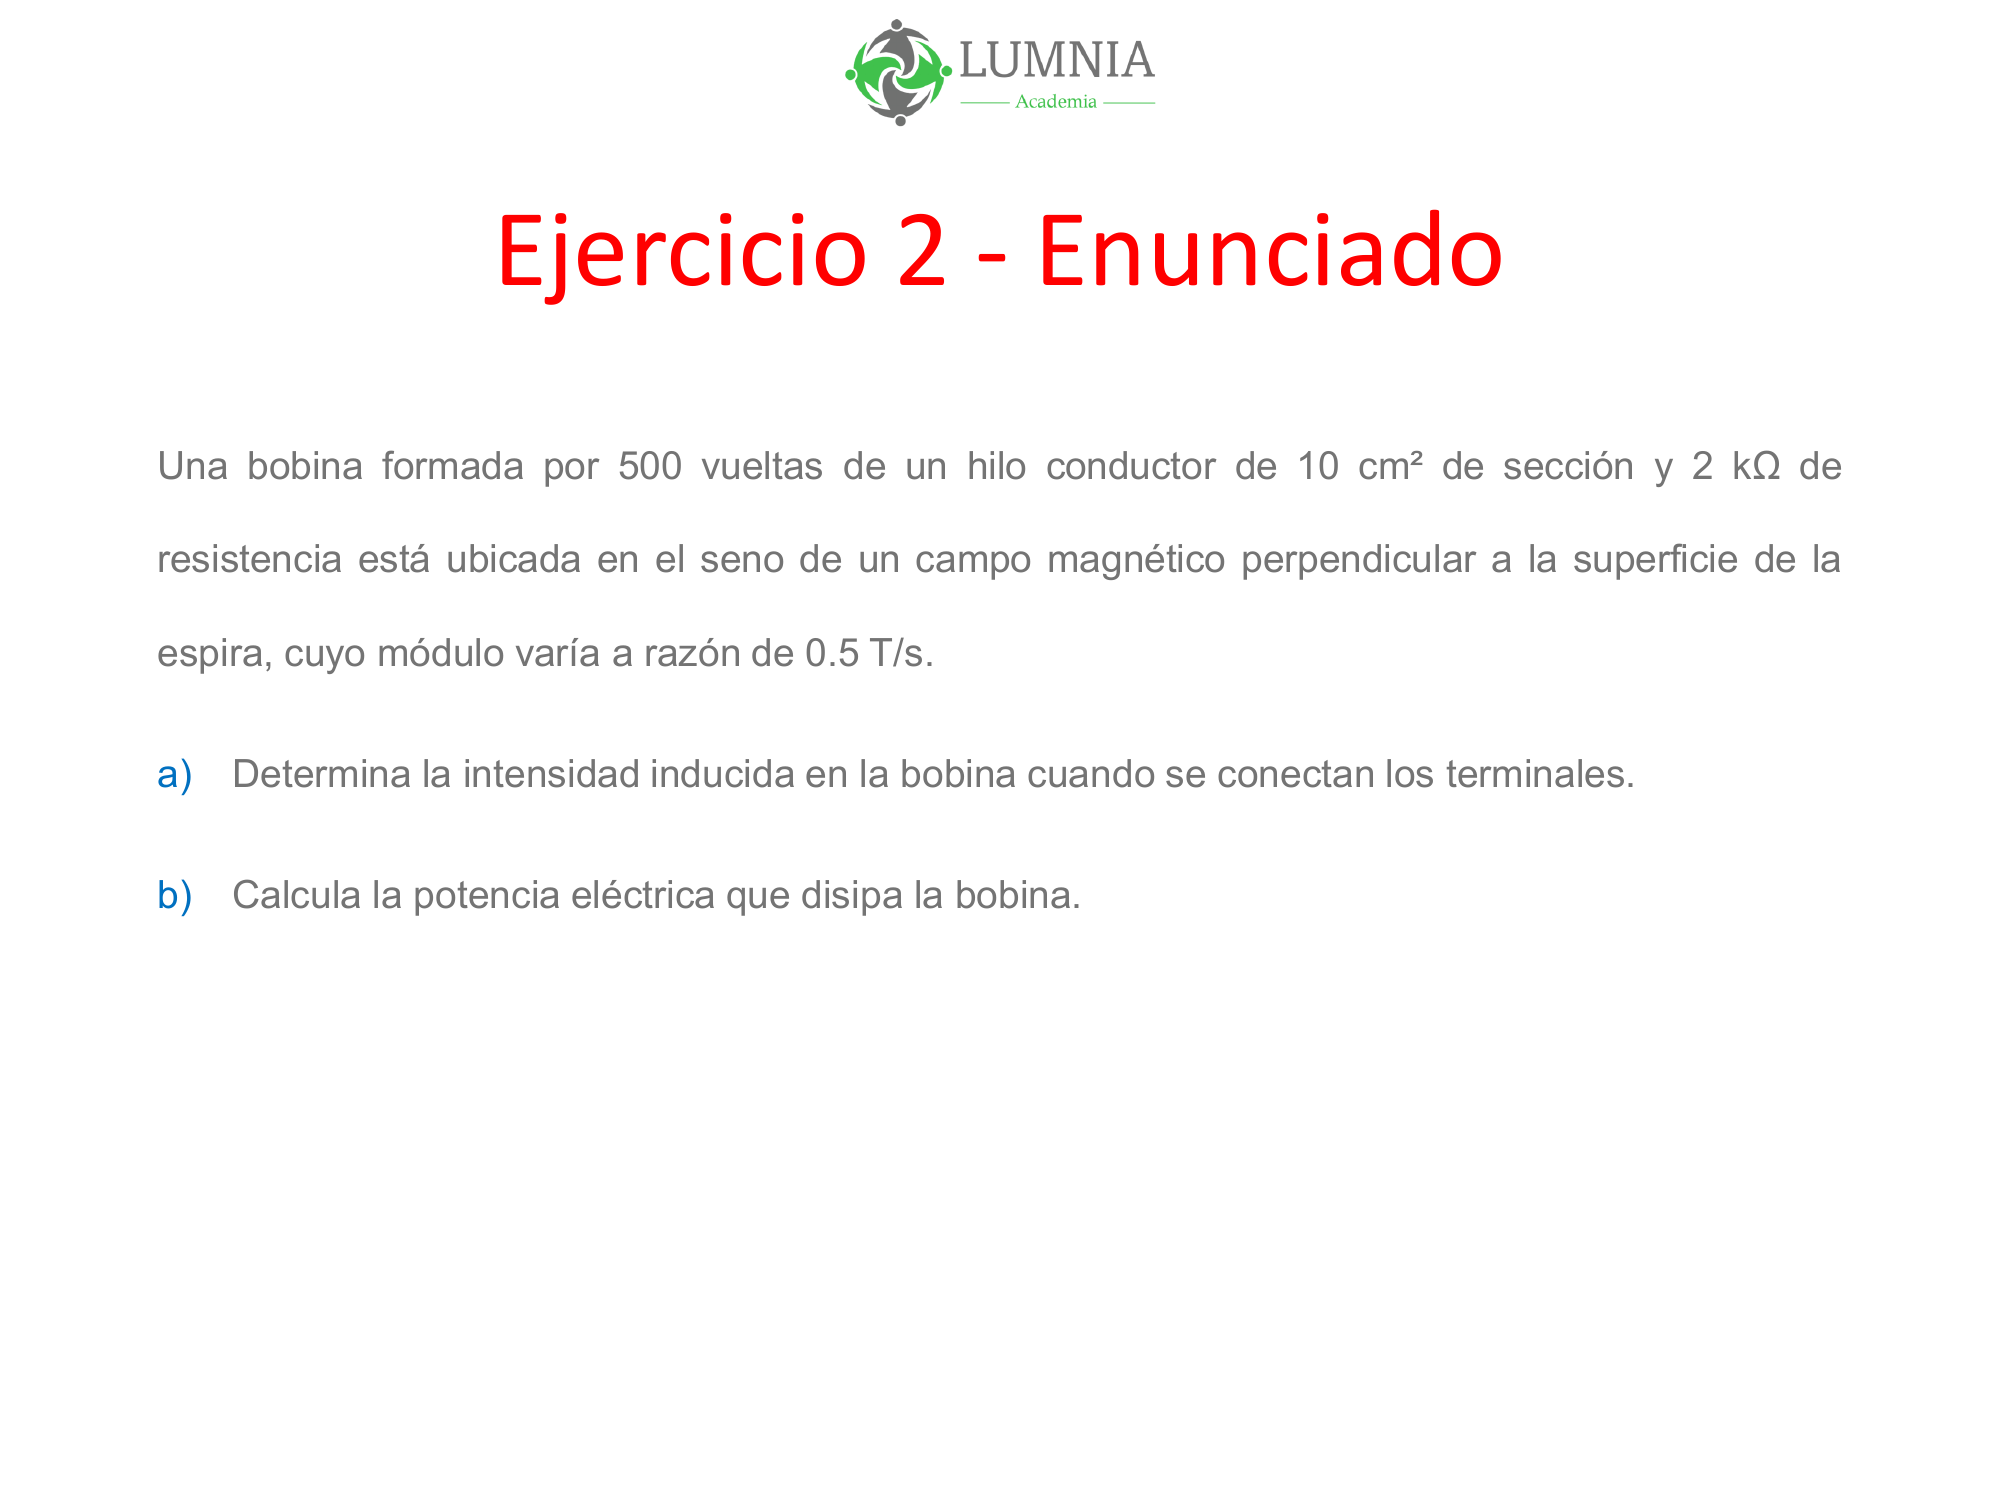 LUMNIA
Academia
Ejercicio 2 - Enunciado
Una bobina formada por 500 vueltas de un hilo conductor de 10 cm² de sección y 2 kΩ de
resistencia está ubicada en el seno de un campo magnético perpendicular a la superficie de la
espira, cuyo módulo varía a razón de 0.5 T/s.
a) Determina la intensidad inducida en la bobina cuando se conectan los terminales.
b) Calcula la potencia eléctrica que disipa la bobina.